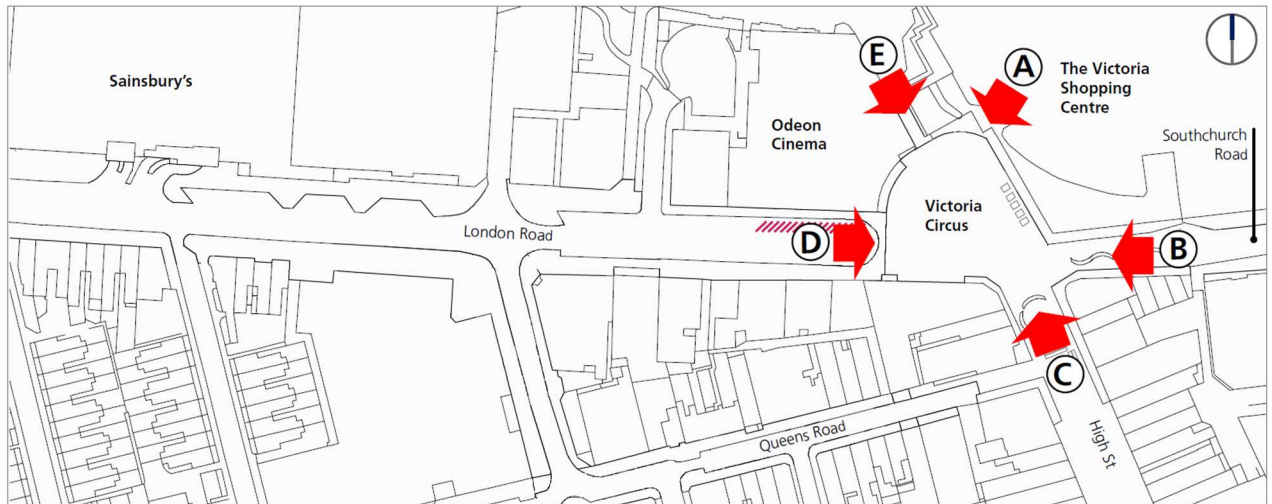 Sainsbury's
E
A
The Victoria
Shopping
Centre
Odeon
Cinema
Southchurch
Road
Victoria
Circus
London Road
D
B
C
Queens Road
High St